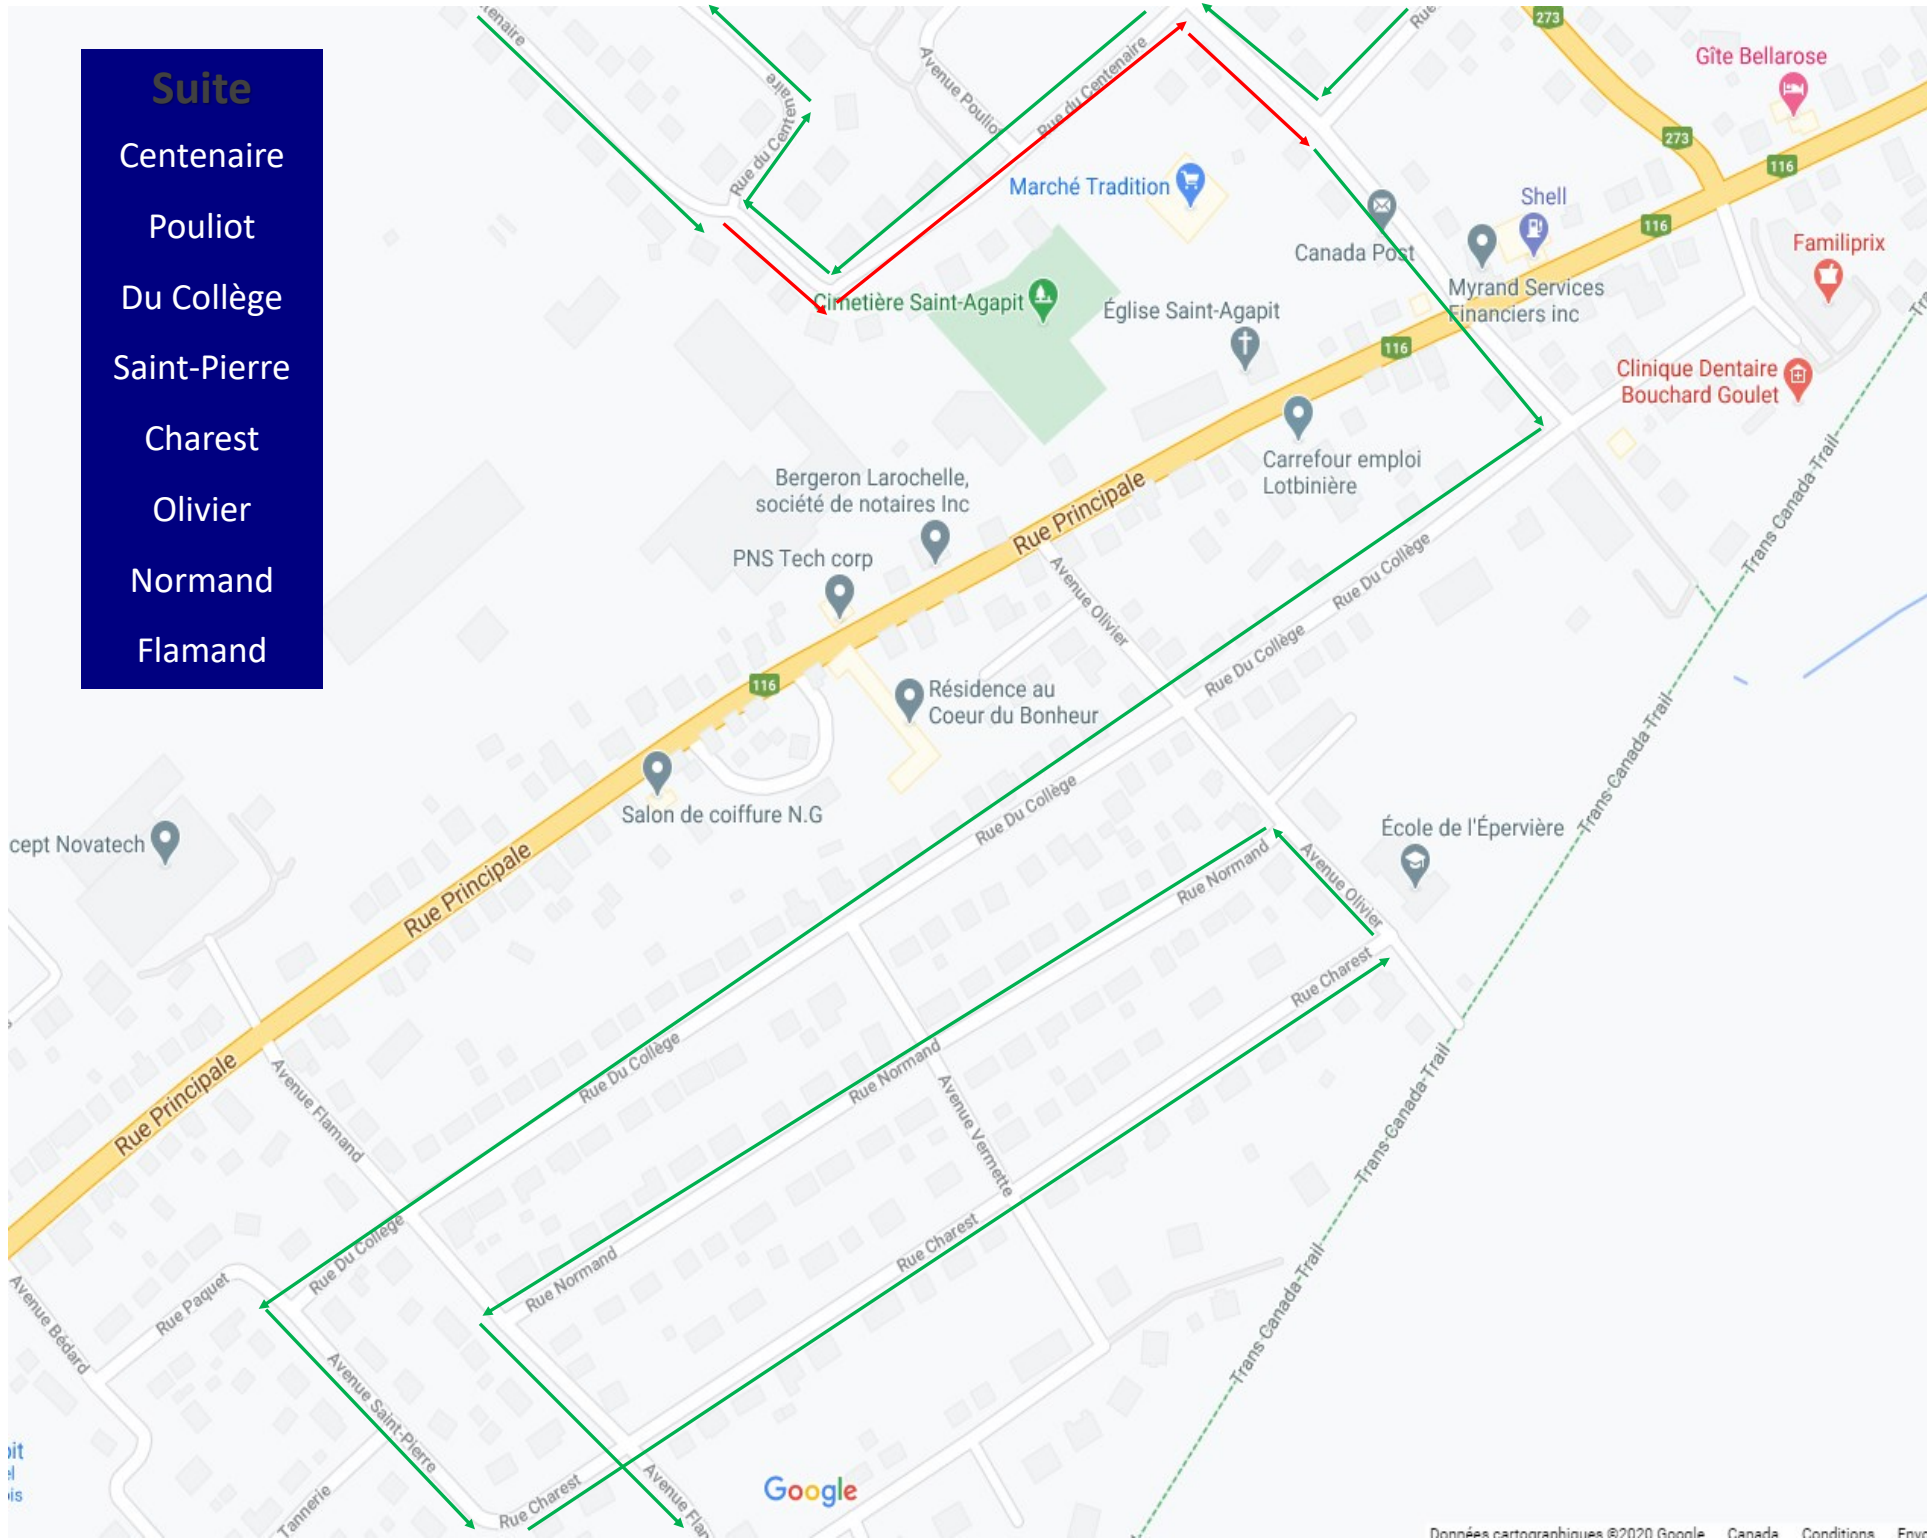 Suite
Centenaire
Pouliot
Du Collège
Saint-Pierre
Charest
Olivier
Normand
Flamand
Rue du Centenaire
Avenue Pouliot
Rue du Centenaire
273
Gîte Bellarose
273
116
Marché Tradition
Shell
Canada Post
116
Familiprix
Myrand Services
Financiers inc
Cimetière Saint-Agapit
Église Saint-Agapit
116
Clinique Dentaire
Bouchard Goulet
Carrefour emploi
Lotbinière
Bergeron Larochelle,
société de notaires Inc
Rue Principale
PNS Tech corp
Avenue Olivier
Rue Du Collège
Trans Canada Trail
Rue Du Collège
116
Résidence au
Coeur du Bonheur
Trans-Canada-Trail
Salon de coiffure N.G
Rue Du Collège
cept Novatech
École de l'Épervière
Rue Principale
Rue Normand
Avenue Olivier
Rue Charest
Rue Du Collège
Rue Normand
Avenue Vermette
Trans-Canada-Trail
Rue Principale
Avenue Flamand
Rue Du Collège
Rue Normand
Rue Charest
Trans-Canada-Trail
Rue Paquet
Avenue Bédard
Avenue Saint-Pierre
Tannerie
Rue Charest
Avenue Flam
Google
Données cartographiques ©2020 Google Canada Conditions